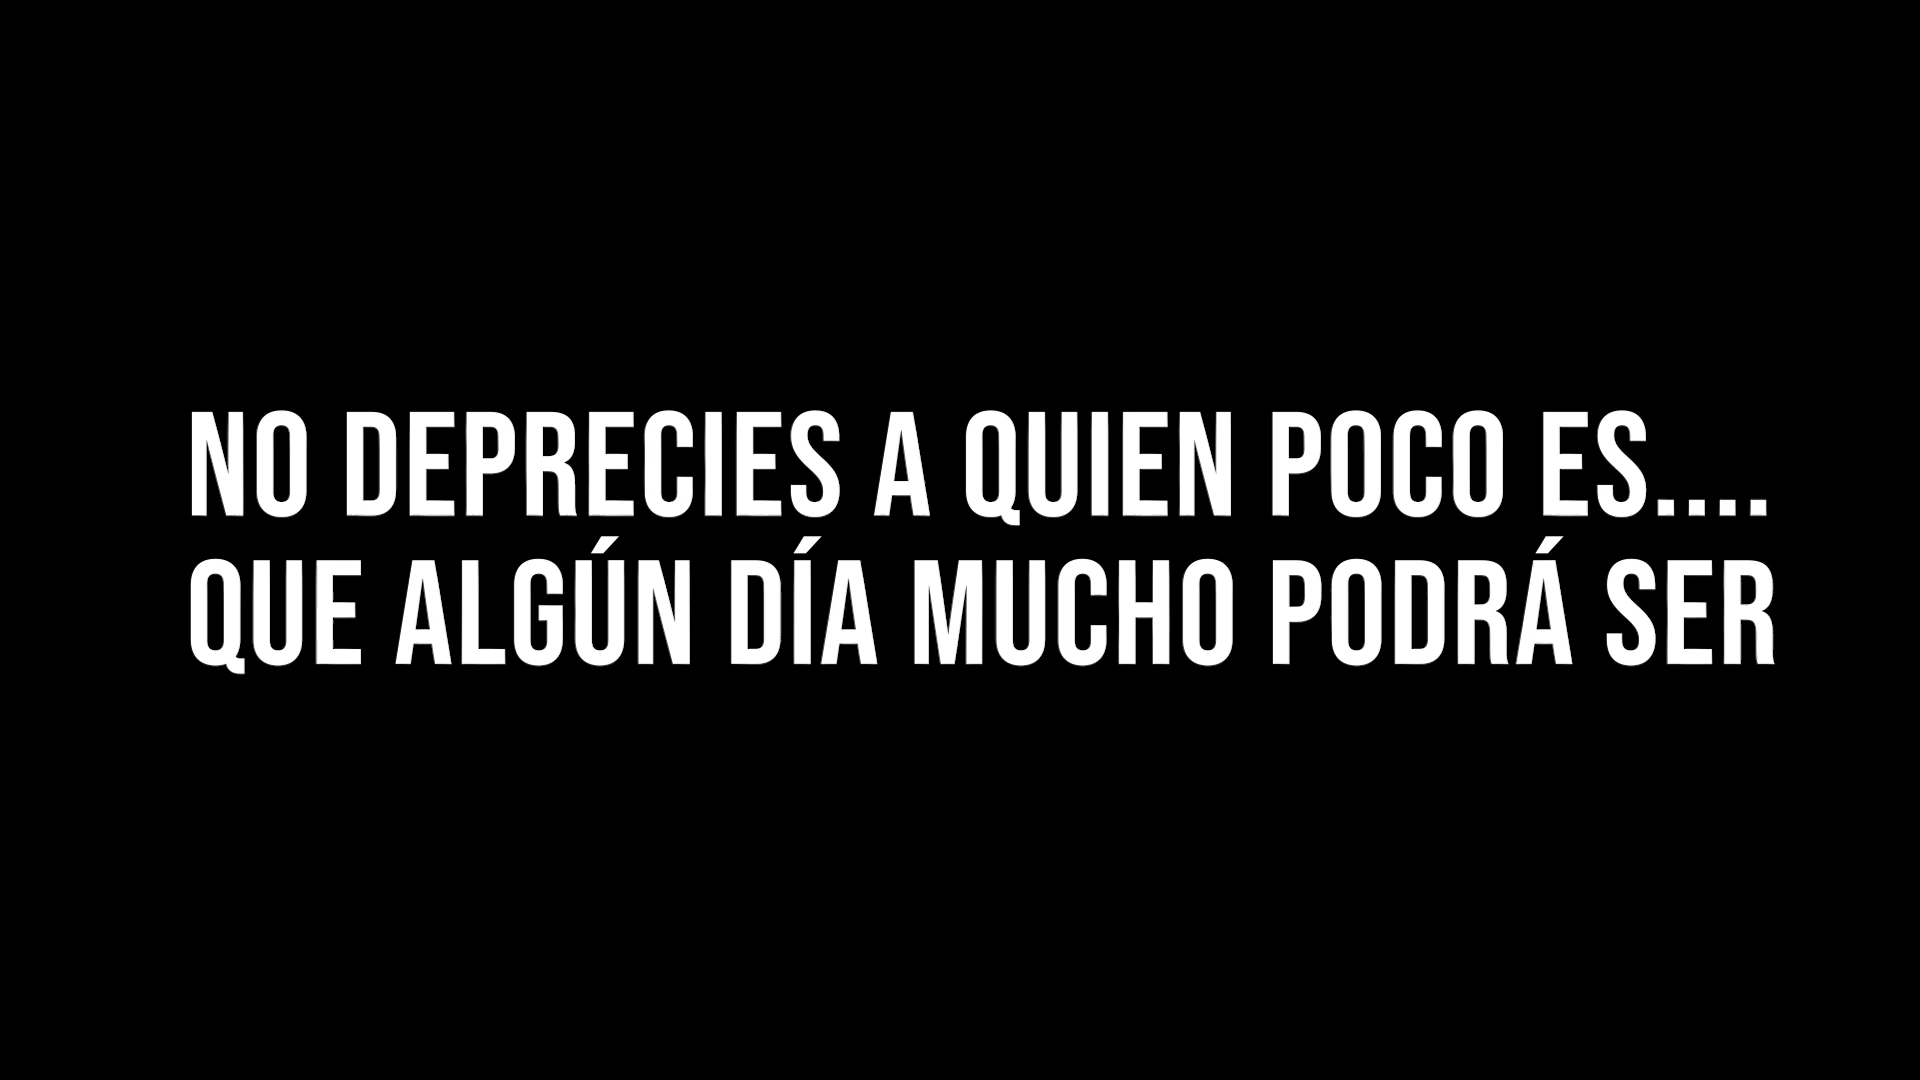 NO DEPRECIES A QUIEN POCO ES....
QUE ALGÚN DÍA MUCHO PODRÁ SER